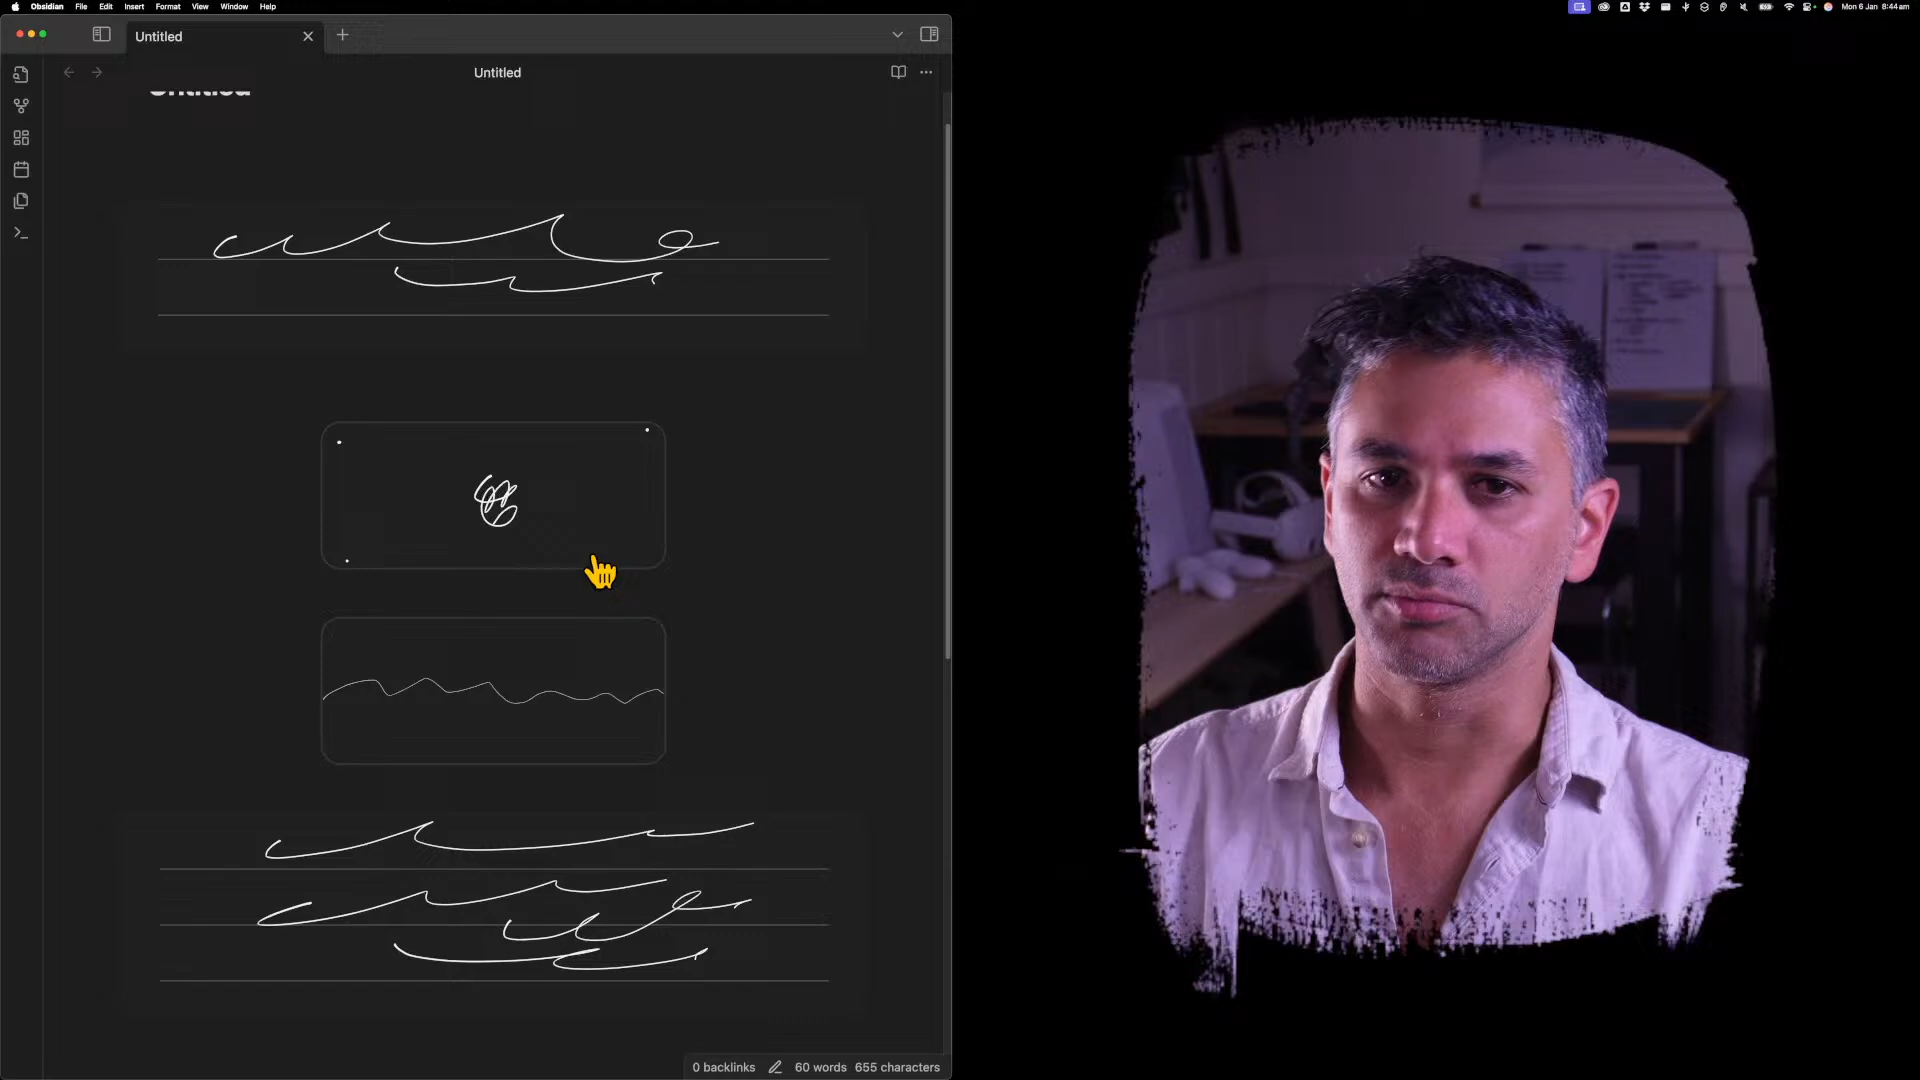 Obsidian File Edit Insert Format View Window Help
Mon 6 Jan 8:44am
Untitled
Untitled
Untitled
0 backlinks 60 words 655 characters